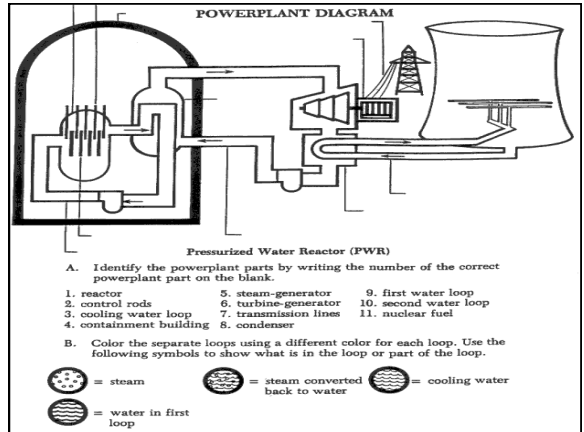 POWERPLANT DIAGRAM
Pressurized Water Reactor (PWR)
A. Identify the powerplant parts by writing the number of the correct
powerplant part on the blank.
1. reactor 5. steam-generator 9. first water loop
2. control rods 6. turbine-generator 10. second water loop
3. cooling water loop 7. transmission lines 11. nuclear fuel
4. containment building 8. condenser
B. Color the separate loops using a different color for each loop. Use the
following symbols to show what is in the loop or part of the loop.
= steam = steam converted = cooling water
back to water
= water in first
loop